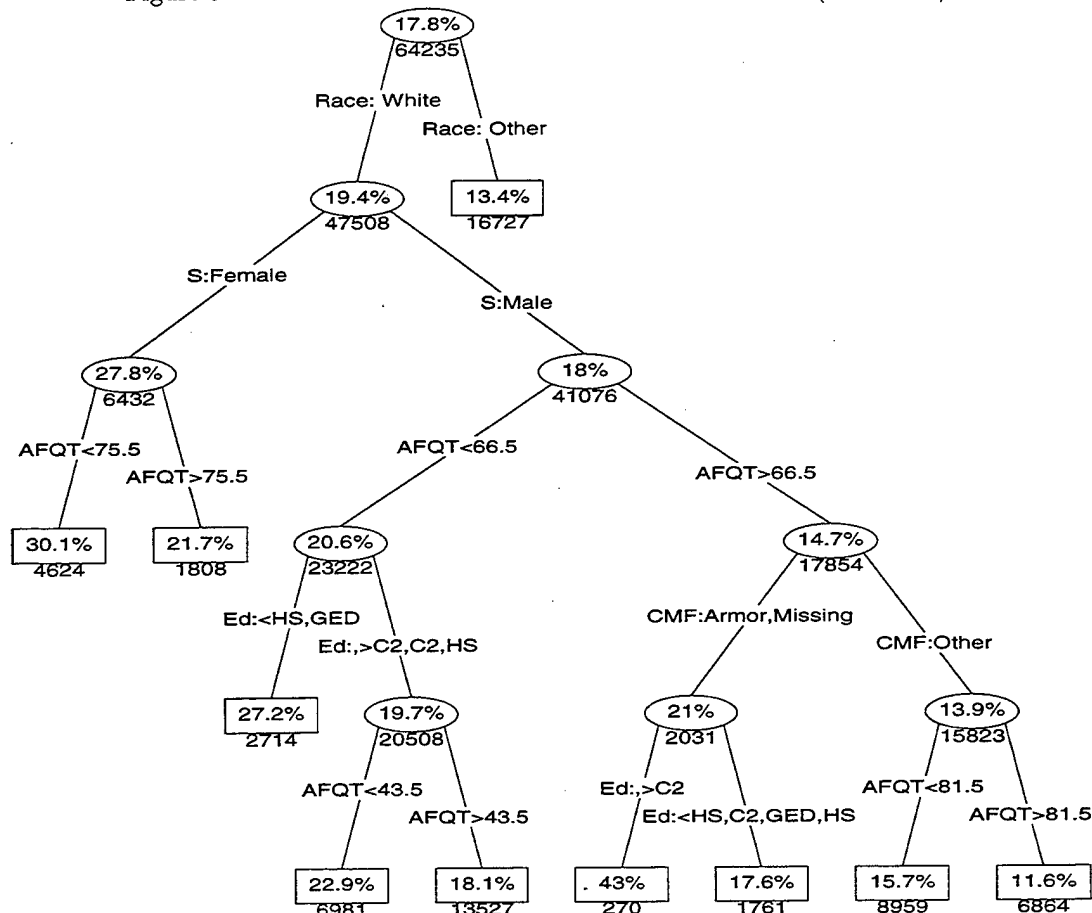 17.8%
64235
Race: White
Race: Other
19.4%
47508
13.4%
16727
S:Female
S:Male
27.8%
6432
18%
41076
AFQT<75.5
AFQT>75.5
AFQT<66.5
AFQT>66.5
30.1%
4624
21.7%
1808
20.6%
23222
14.7%
17854
Ed:<HS,GED
Ed:,>C2,C2,HS
CMF:Armor,Missing
CMF:Other
27.2%
2714
19.7%
20508
21%
2031
13.9%
15823
AFQT<43.5
AFQT>43.5
Ed:,>C2
Ed:<HS,C2,GED,HS
AFQT<81.5
AFQT>81.5
22.9%
6981
18.1%
13527
43%
270
17.6%
1761
15.7%
8959
11.6%
6864